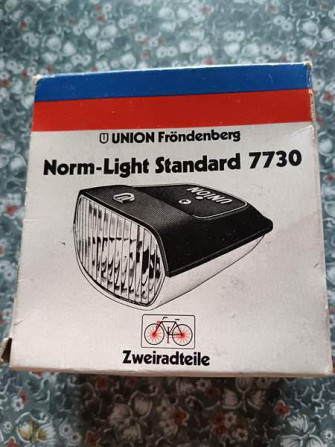 UNION Fröndenberg
Norm-Light Standard 7730
UNION
Zweiradteile